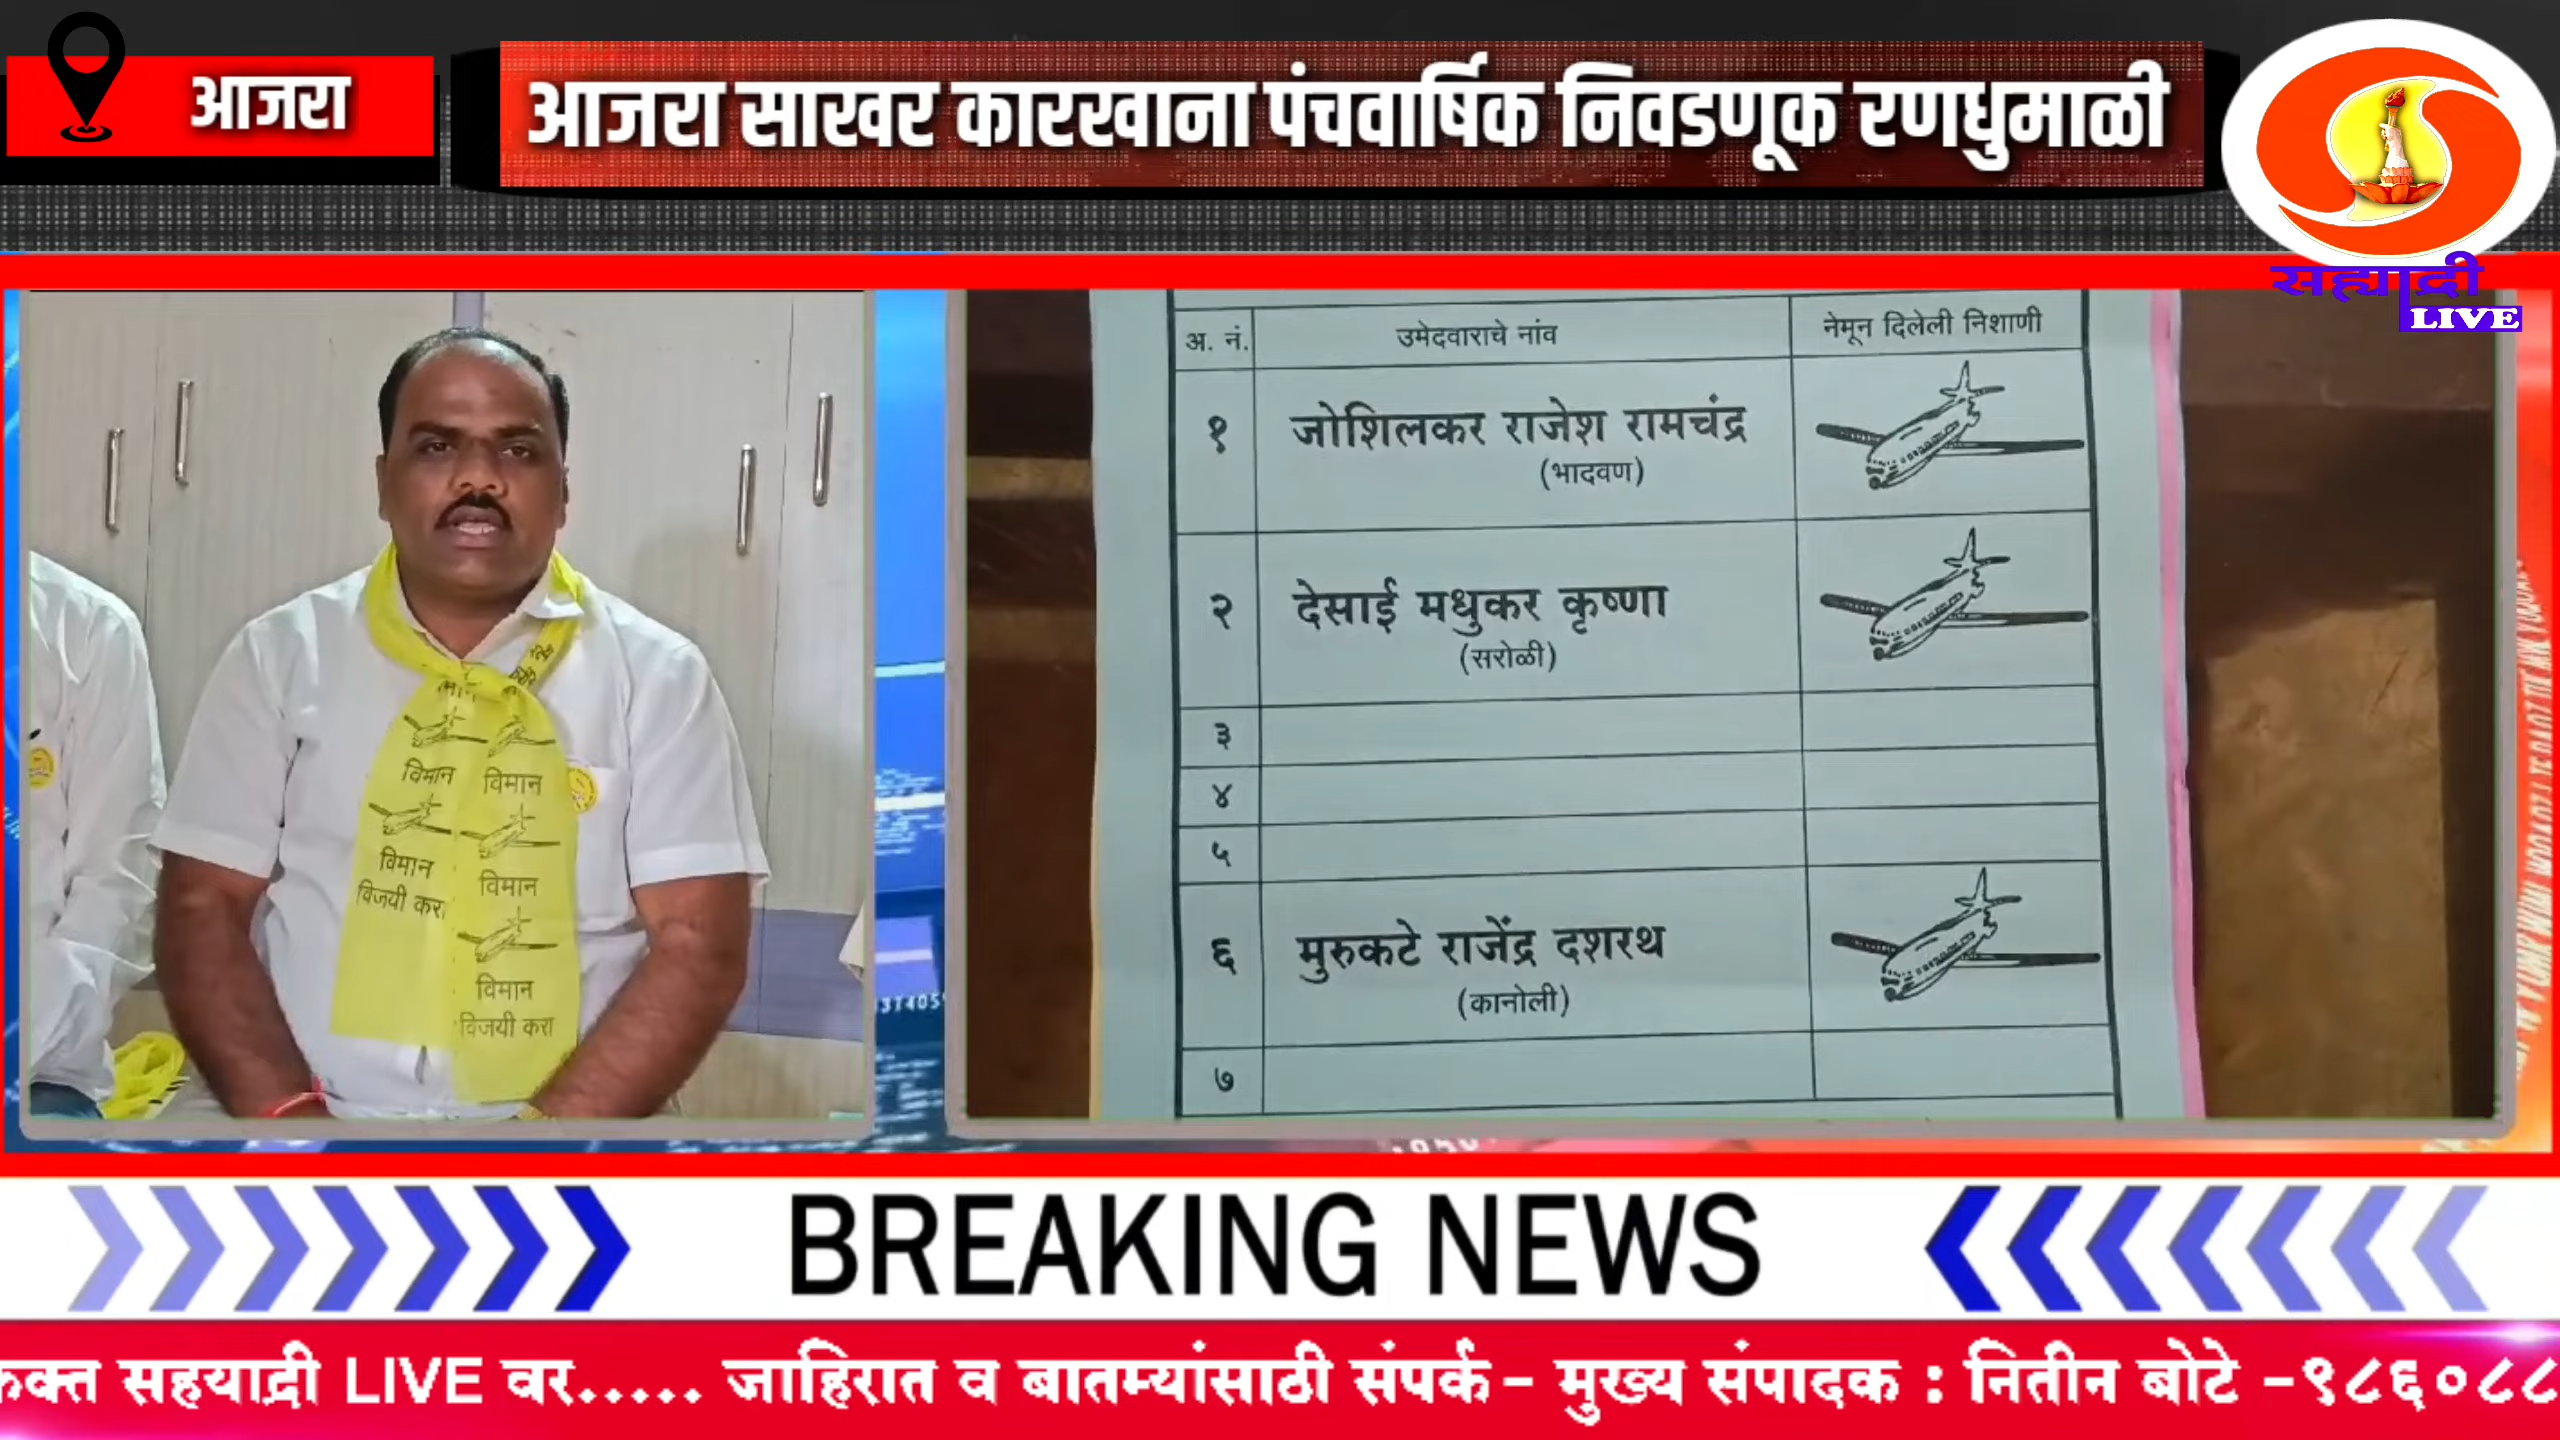 आजरा
आजरा साखर कारखाना पंचवार्षिक निवडणूक रणधुमाळी
सह्याद्री
LIVE
विमान
विमान
विमान
विजयी करा
विमान
विमान
विजयी करा
अ. नं. उमेदवाराचे नांव नेमून दिलेली निशाणी
१ जोशिलकर राजेश रामचंद्र
(भादवण)
२ देसाई मधुकर कृष्णा
(सरोळी)
३
४
५
६ मुरुकटे राजेंद्र दशरथ
(कानोली)
७
BREAKING NEWS
फक्त सहयाद्री LIVE वर..... जाहिरात व बातम्यांसाठी संपर्क- मुख्य संपादक : नितीन बोटे -९८६०८८